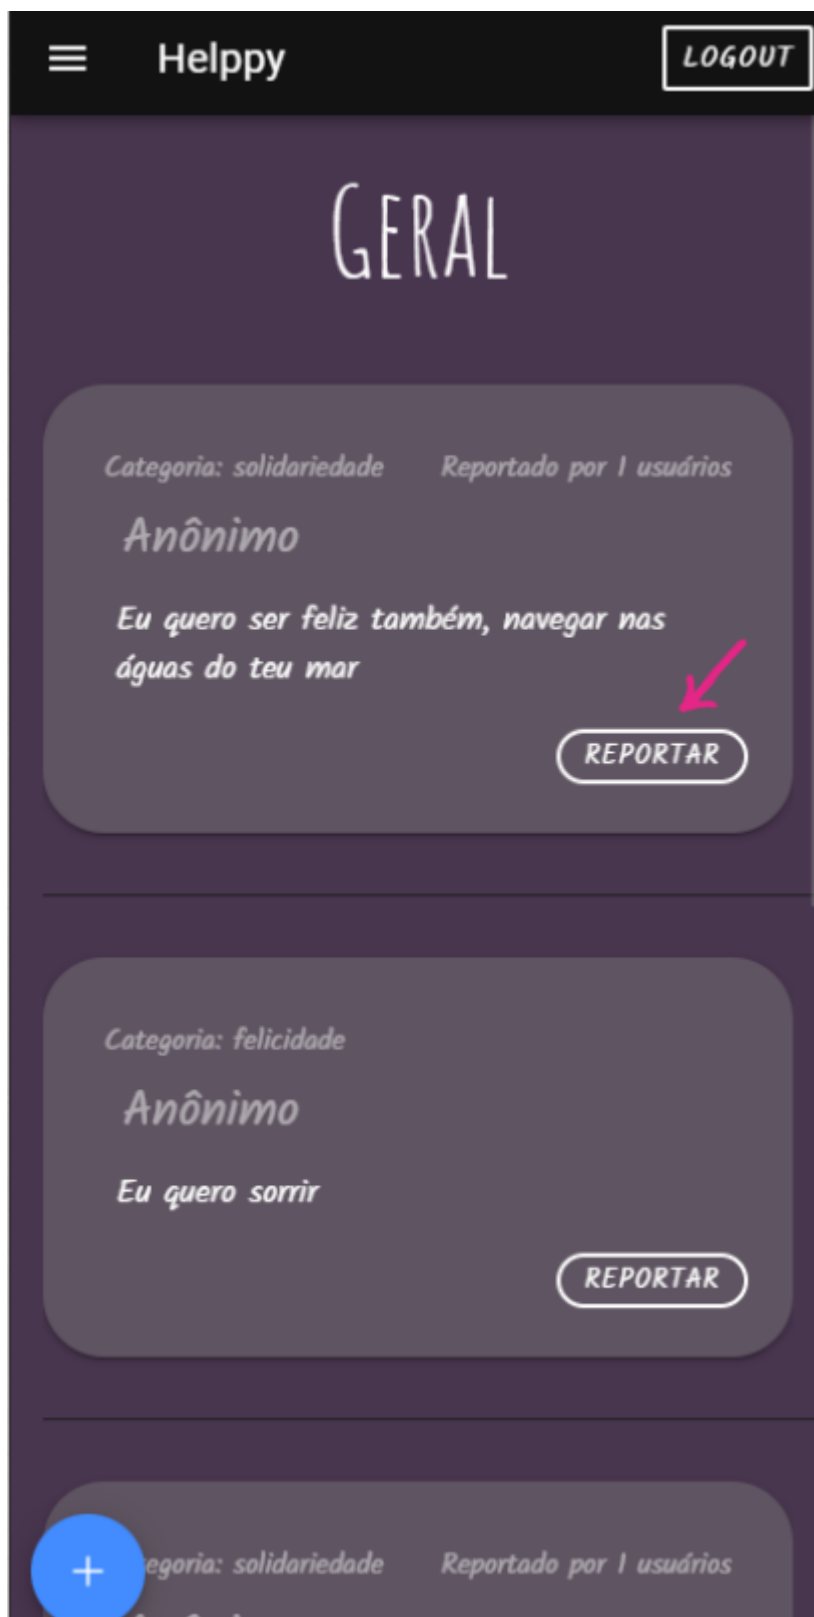 Helppy
LOGOUT
GERAL
Categoria: solidariedade Reportado por 1 usuários
Anônimo
Eu quero ser feliz também, navegar nas
águas do teu mar
REPORTAR
Categoria: felicidade
Anônimo
Eu quero sorrir
REPORTAR
egoria: solidariedade Reportado por 1 usuários